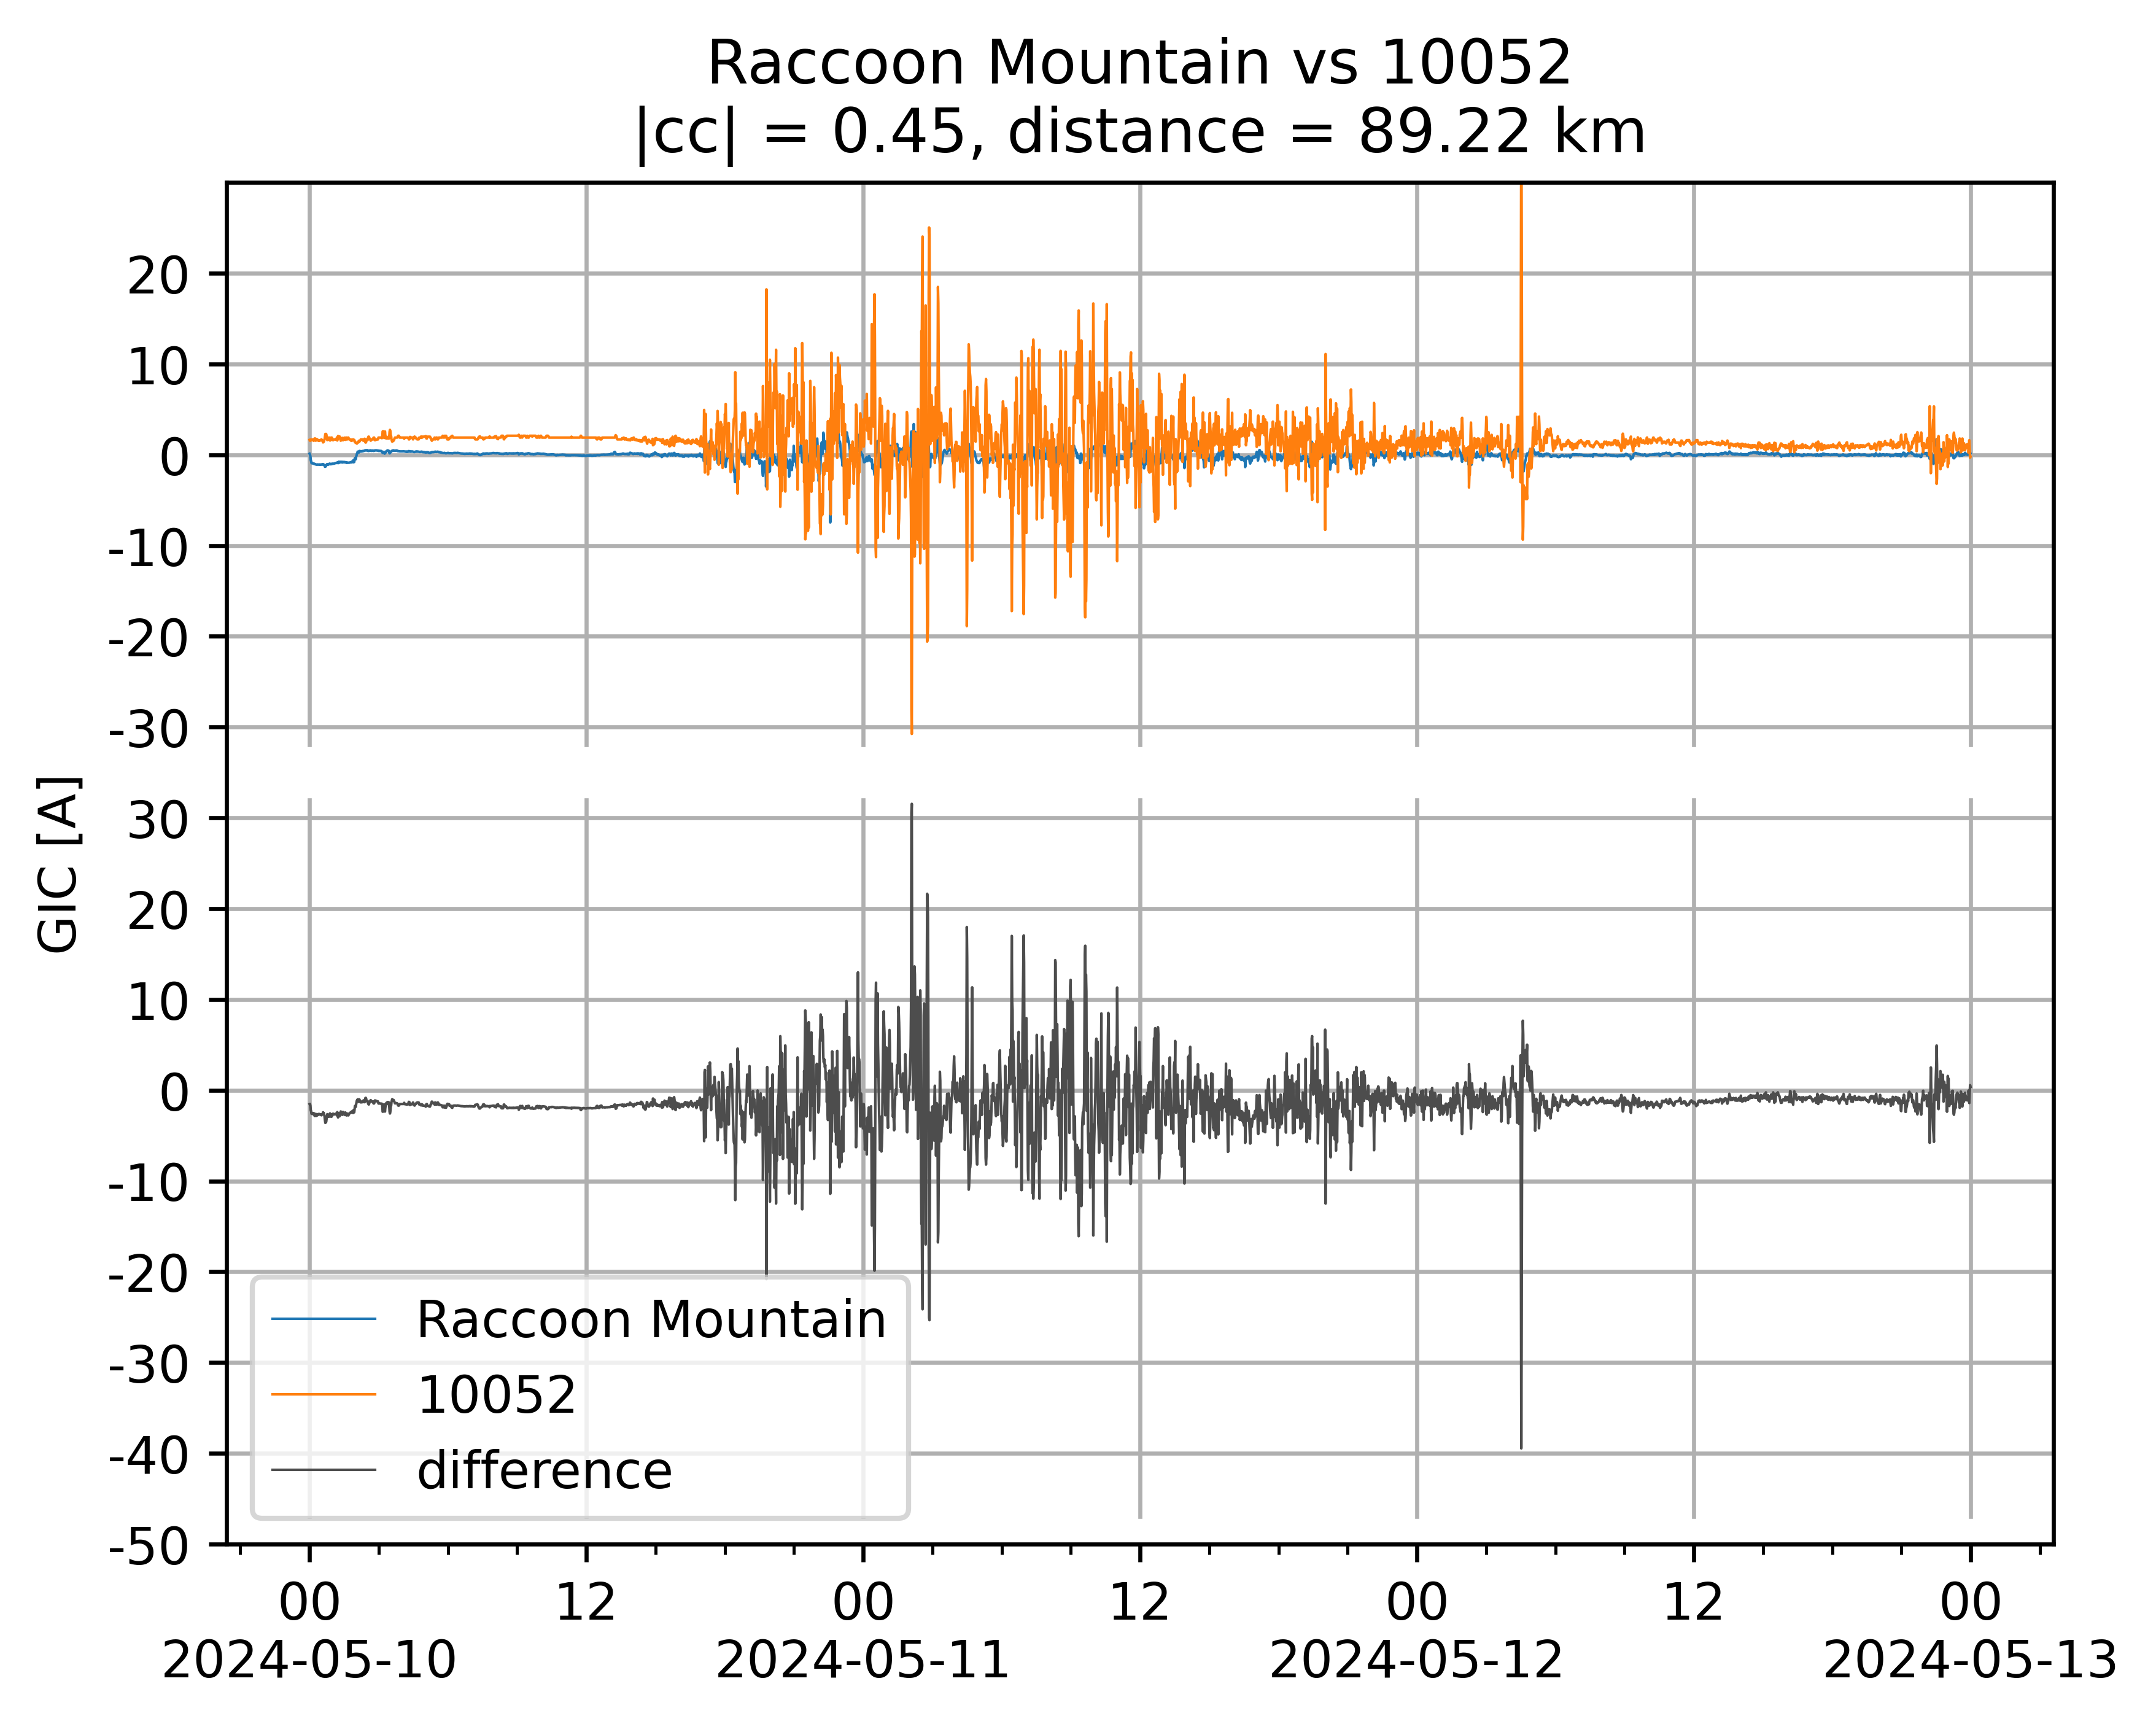 Raccoon Mountain vs 10052
|cc| = 0.45, distance = 89.22 km
GIC [A]
20
10
0
-10
-20
-30
30
20
10
0
-10
-20
-30
-40
-50
Raccoon Mountain
10052
difference
00 12 00 12 00 12 00
2024-05-10 2024-05-11 2024-05-12 2024-05-13